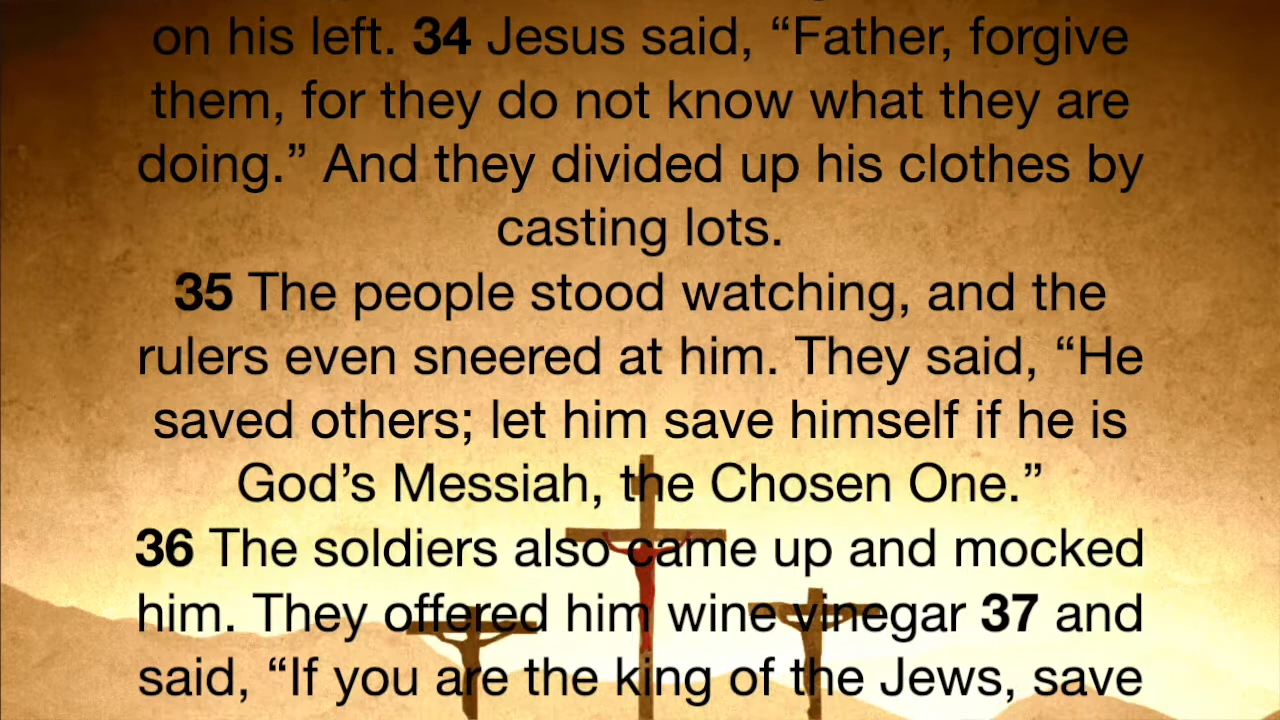 on his left. 34 Jesus said, “Father, forgive
them, for they do not know what they are
doing.” And they divided up his clothes by
casting lots.
35 The people stood watching, and the
rulers even sneered at him. They said, “He
saved others; let him save himself if he is
God’s Messiah, the Chosen One.”
36 The soldiers also came up and mocked
him. They offered him wine vinegar 37 and
said, “If you are the king of the Jews, save